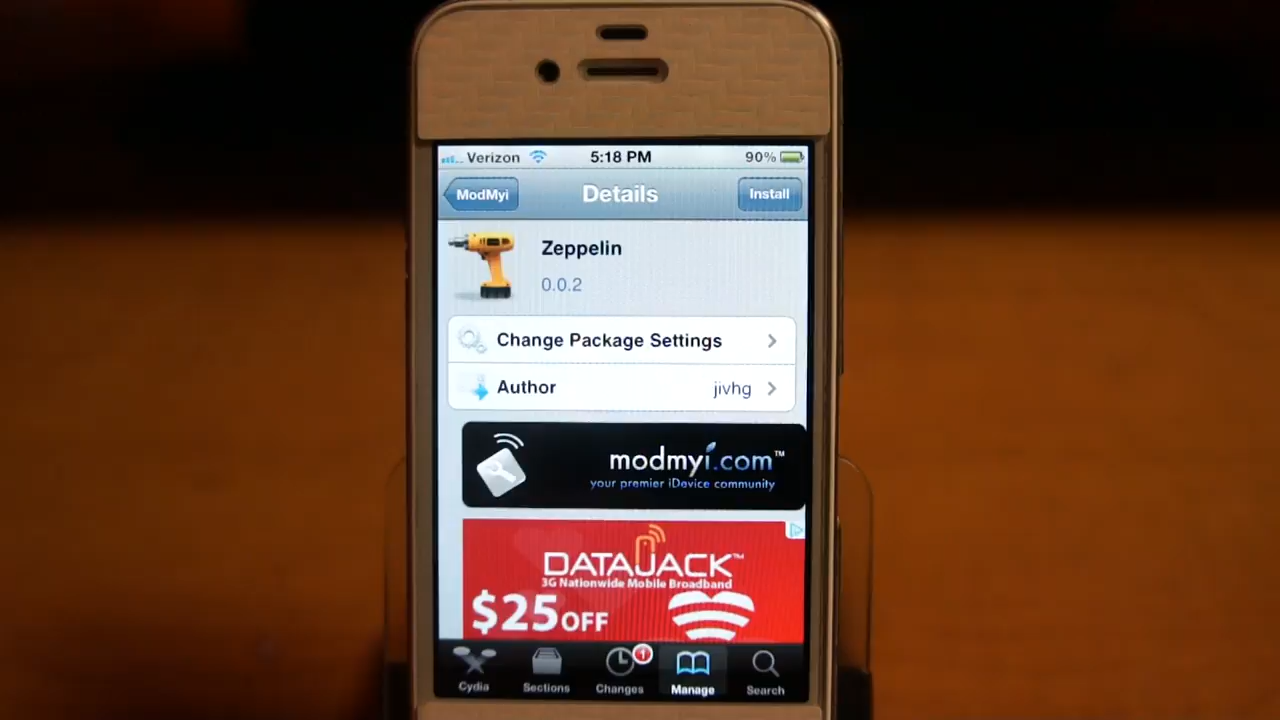 Verizon 5:18 PM 90%
ModMyi Details Install
Zeppelin
0.0.2
Change Package Settings
Author jivhg
modmyi.com™
your premier iDevice community
DATAJACK™
3G Nationwide Mobile Broadband
$25 OFF
1
Cydia Sections Changes Manage Search